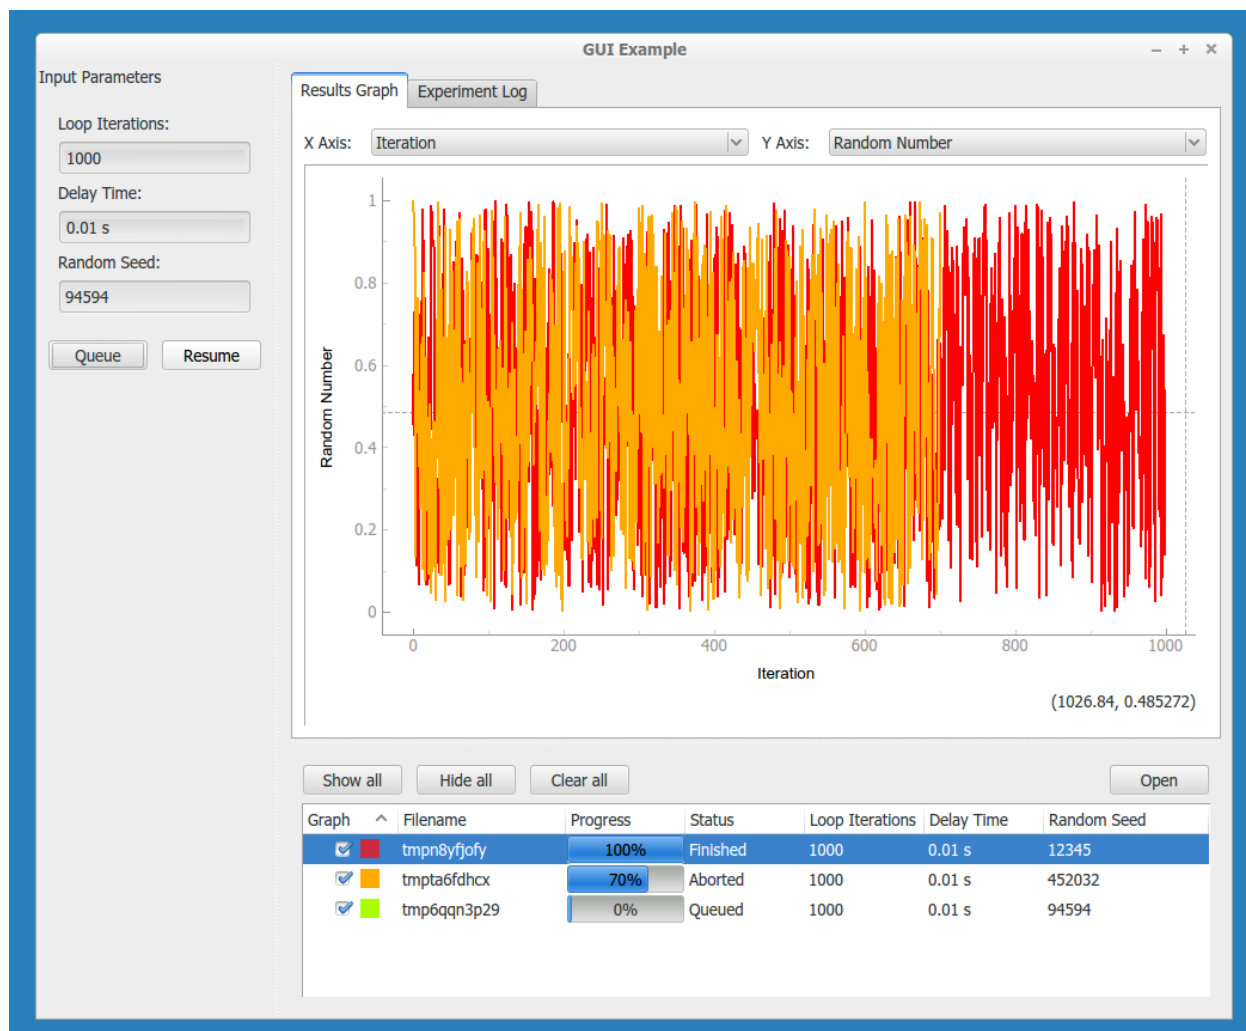 GUI Example
Input Parameters
Loop Iterations:
1000
Delay Time:
0.01 s
Random Seed:
94594
Queue Resume
Results Graph Experiment Log
X Axis: Iteration Y Axis: Random Number
Random Number
1
0.8
0.6
0.4
0.2
0
0 200 400 600 800 1000
Iteration
(1026.84, 0.485272)
Show all Hide all Clear all Open
Graph Filename Progress Status Loop Iterations Delay Time Random Seed
tmpn8yfjofy 100% Finished 1000 0.01 s 12345
tmpta6fdhcx 70% Aborted 1000 0.01 s 452032
tmp6qqn3p29 0% Queued 1000 0.01 s 94594